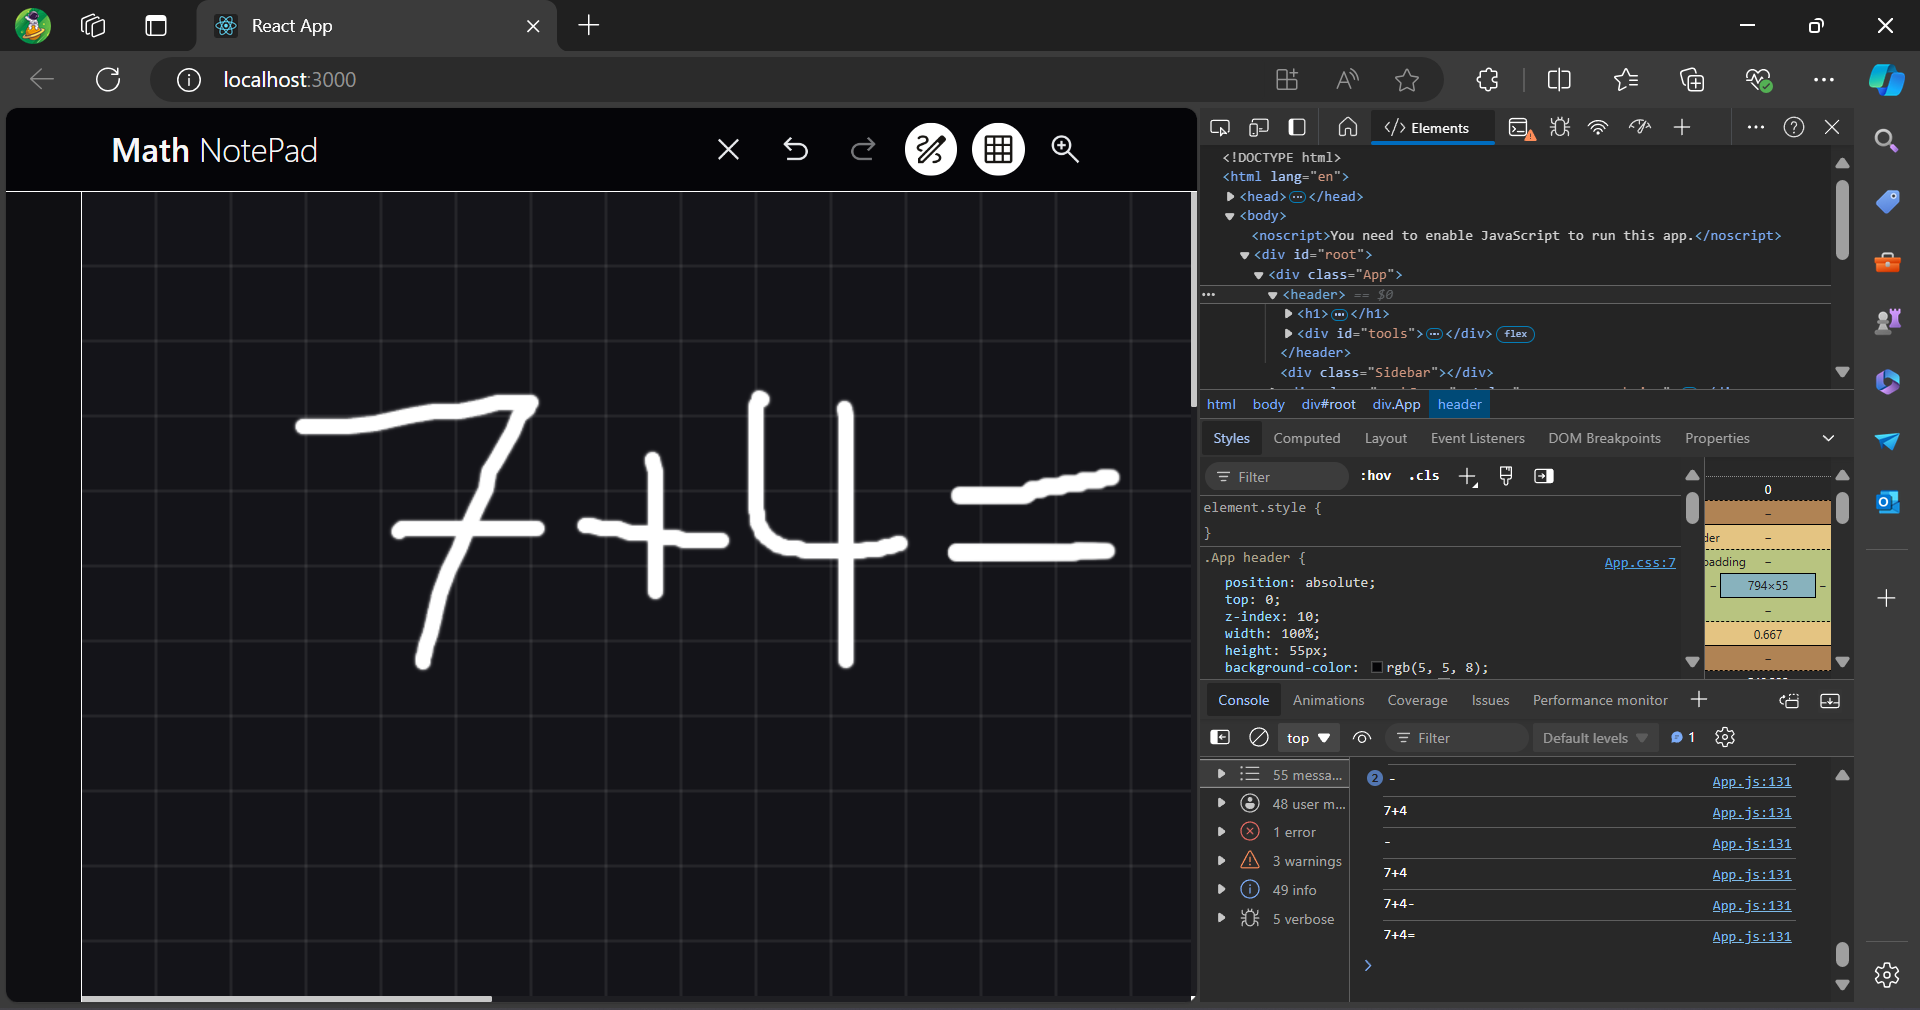 React App
localhost:3000
Math NotePad
7+4=
Elements
<!DOCTYPE html>
<html lang="en">
<head>…</head>
<body>
<noscript>You need to enable JavaScript to run this app.</noscript>
<div id="root">
<div class="App">
<header> == $0
<h1>…</h1>
<div id="tools">…</div> flex
</header>
<div class="Sidebar"></div>
html body div#root div.App header
Styles Computed Layout Event Listeners DOM Breakpoints Properties
Filter :hov .cls
element.style {
}
.App header { App.css:7
position: absolute;
top: 0;
z-index: 10;
width: 100%;
height: 55px;
background-color: rgb(5, 5, 8);
0
–
der –
padding –
– 794×55 –
–
0.667
–
Console Animations Coverage Issues Performance monitor
top Filter Default levels 1
55 messa...
48 user m...
1 error
3 warnings
49 info
5 verbose
2 - App.js:131
7+4 App.js:131
- App.js:131
7+4 App.js:131
7+4- App.js:131
7+4= App.js:131